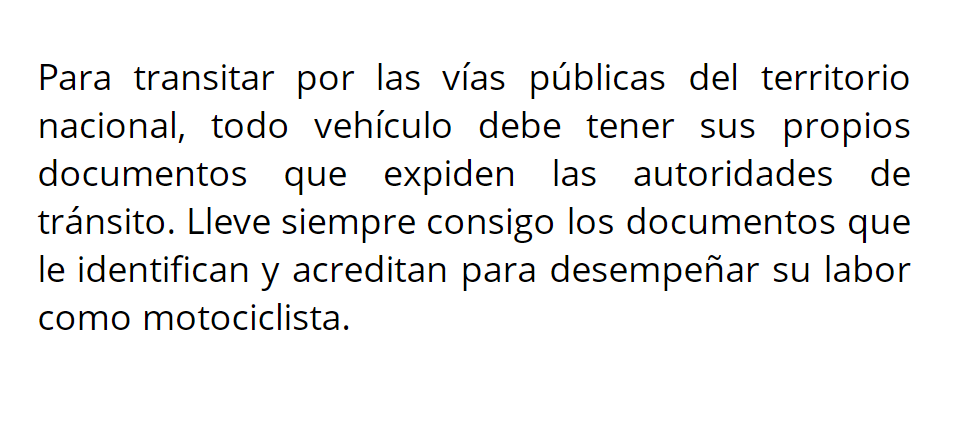 Para transitar por las vías públicas del territorio
nacional, todo vehículo debe tener sus propios
documentos que expiden las autoridades de
tránsito. Lleve siempre consigo los documentos que
le identifican y acreditan para desempeñar su labor
como motociclista.